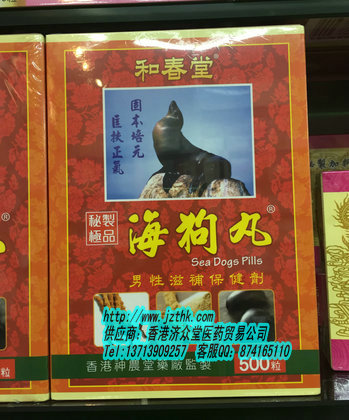 和春堂
固本培元
匡扶正氣
秘製
極品
海狗丸®
Sea Dogs Pills
男性滋補保健劑
http://www.jzthk.com
供应商：香港济众堂医药贸易公司
Tel:13713909257 客服QQ：874165110
香港神農堂藥廠監製
500粒
粒